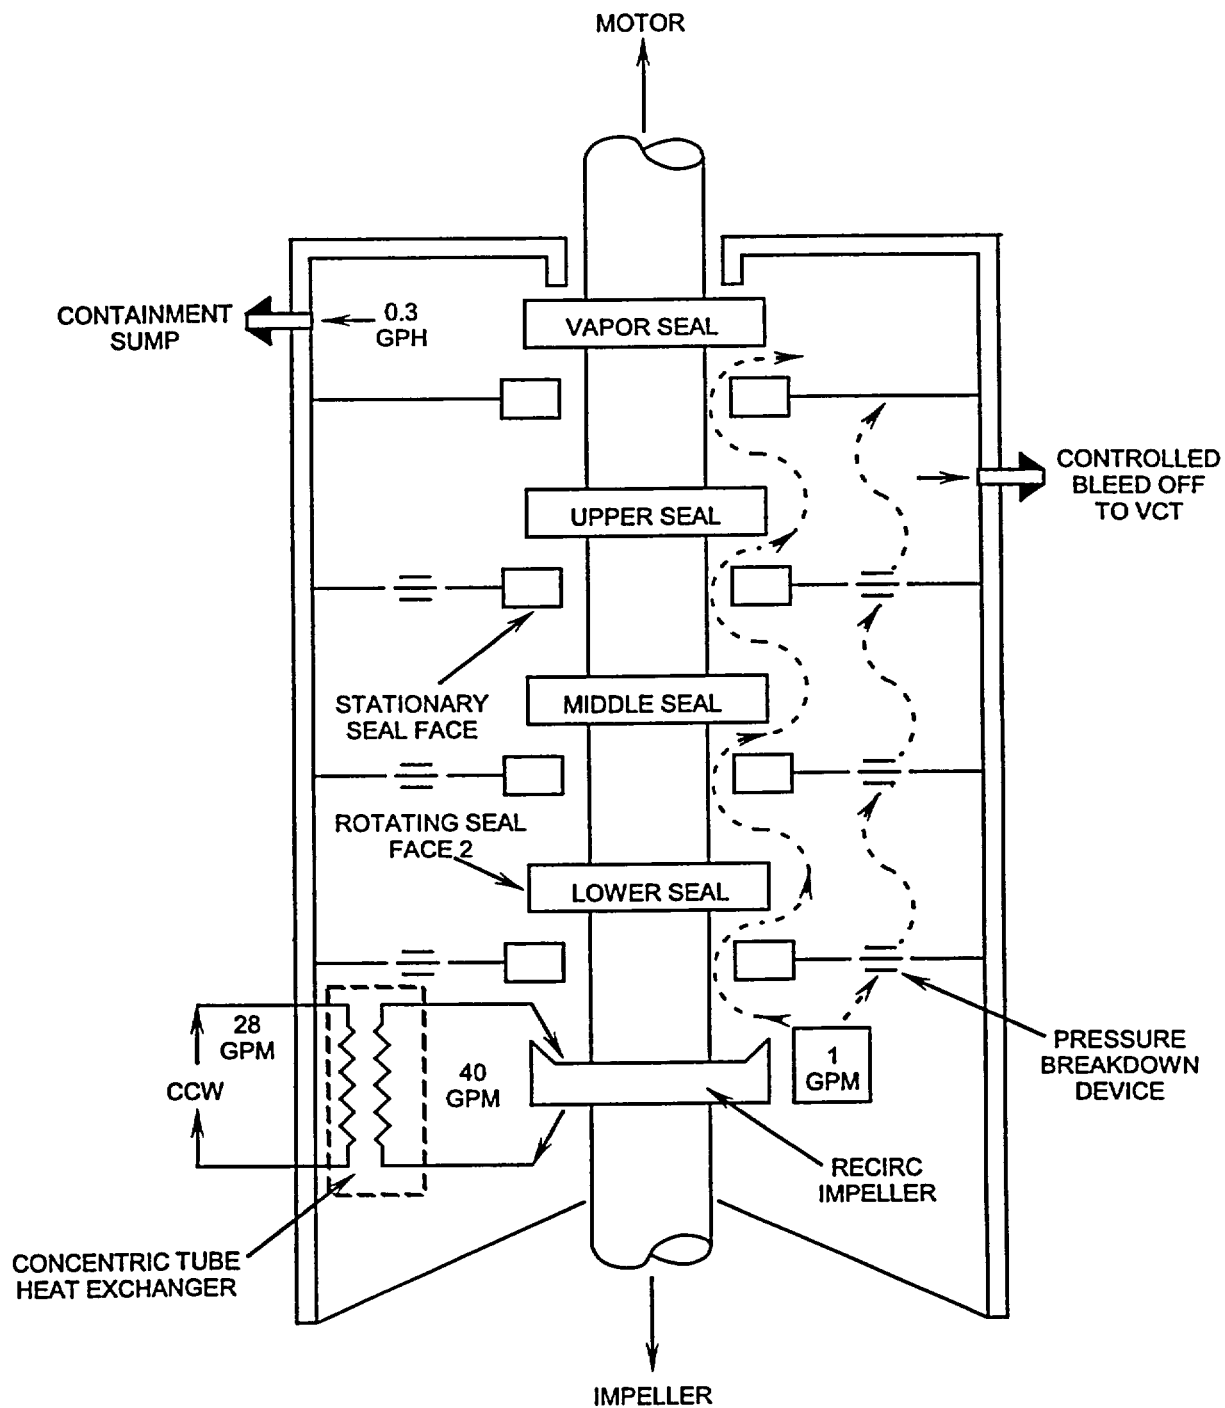 MOTOR
CONTAINMENT
SUMP
0.3
GPH
VAPOR SEAL
CONTROLLED
BLEED OFF
TO VCT
UPPER SEAL
STATIONARY
SEAL FACE
MIDDLE SEAL
ROTATING SEAL
FACE 2
LOWER SEAL
28
GPM
CCW
40
GPM
1
GPM
PRESSURE
BREAKDOWN
DEVICE
RECIRC
IMPELLER
CONCENTRIC TUBE
HEAT EXCHANGER
IMPELLER